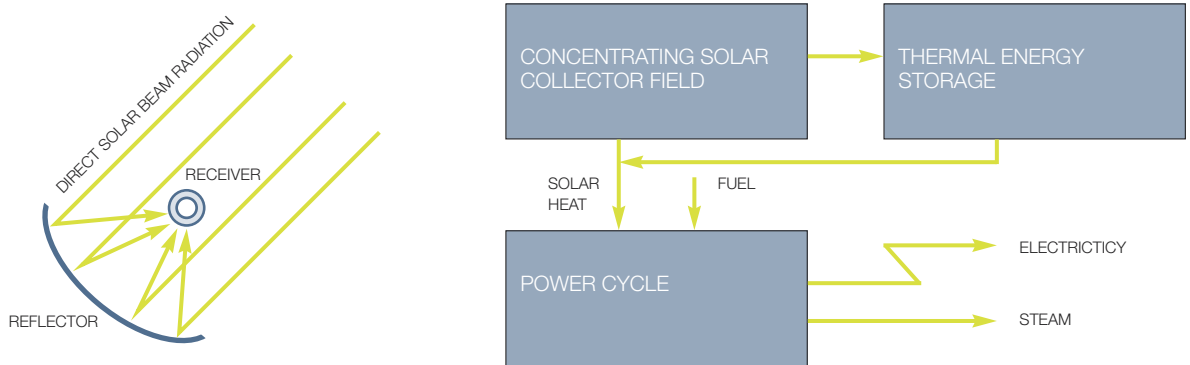 DIRECT SOLAR BEAM RADIATION
RECEIVER
REFLECTOR
CONCENTRATING SOLAR
COLLECTOR FIELD
THERMAL ENERGY
STORAGE
SOLAR
HEAT
FUEL
POWER CYCLE
ELECTRICTICY
STEAM